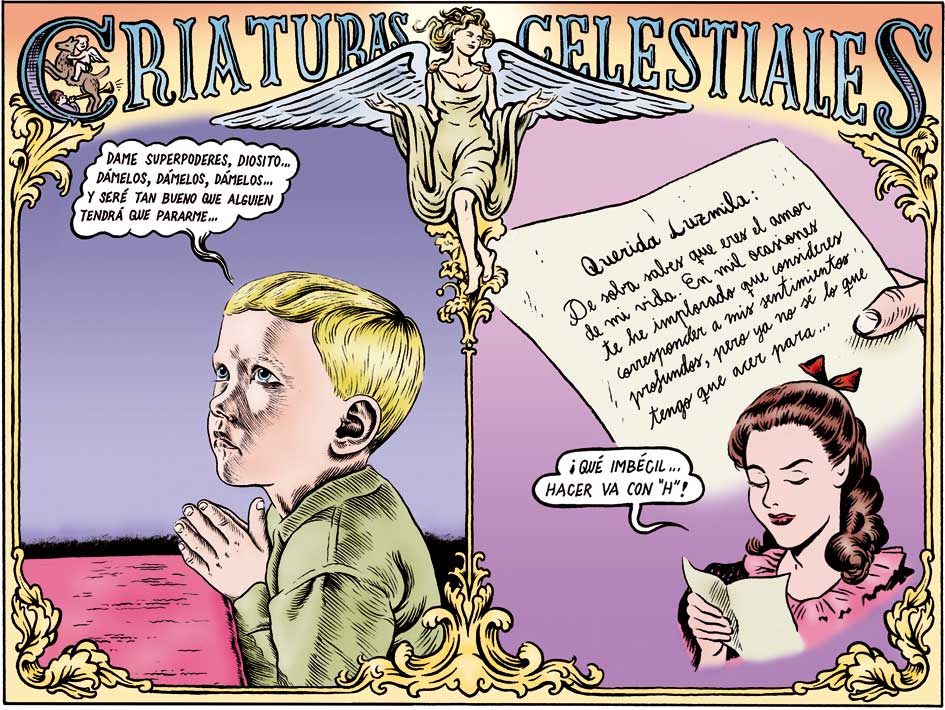 CRIATURAS CELESTIALES
DAME SUPERPODERES, DIOSITO...
DÁMELOS, DÁMELOS, DÁMELOS...
Y SERÉ TAN BUENO QUE ALGUIEN
TENDRÁ QUE PARARME...
Querida Luzmila:
De sobra sabes que eres el amor
de mi vida. En mil ocasiones
te he implorado que consideres
corresponder a mis sentimientos
profundos, pero ya no sé lo que
tengo que acer para...
¡QUÉ IMBÉCIL...
HACER VA CON "H"!